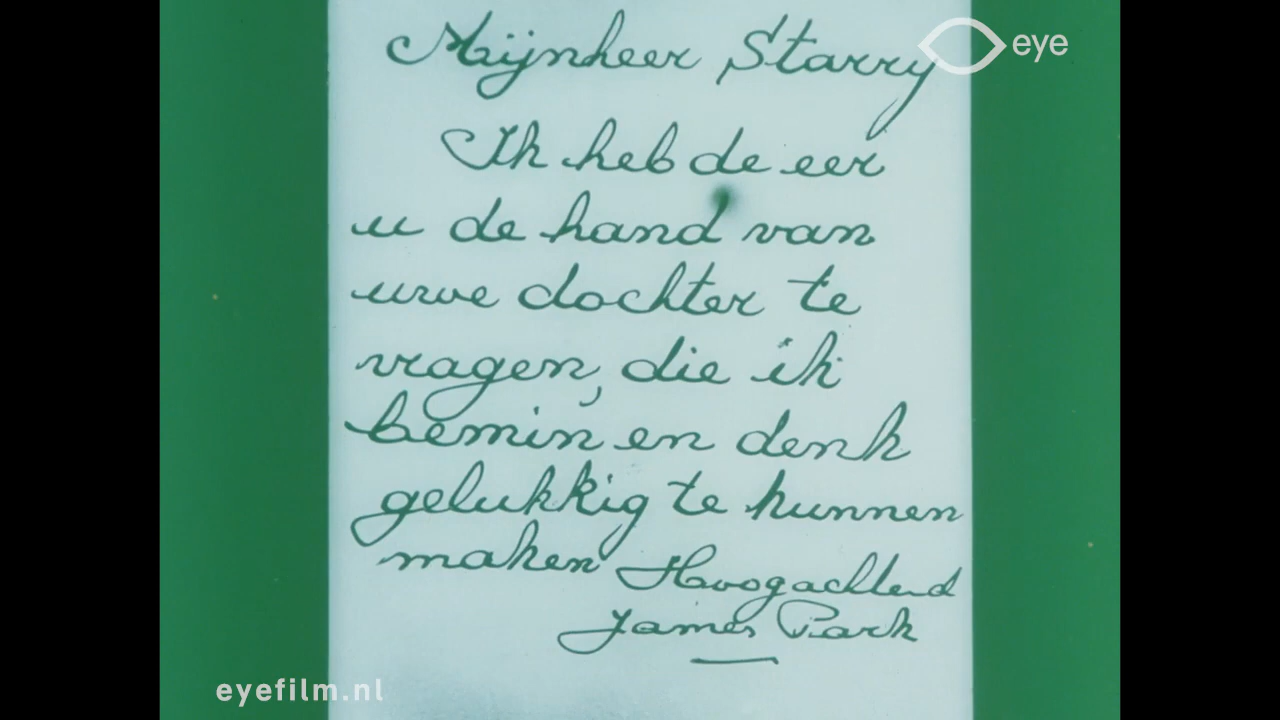 Mijnheer Starry
eye
Ik heb de eer
u de hand van
uwe dochter te
vragen, die ik
bemin en denk
gelukkig te kunnen
maken Hoogachtend
James Park
eyefilm.nl